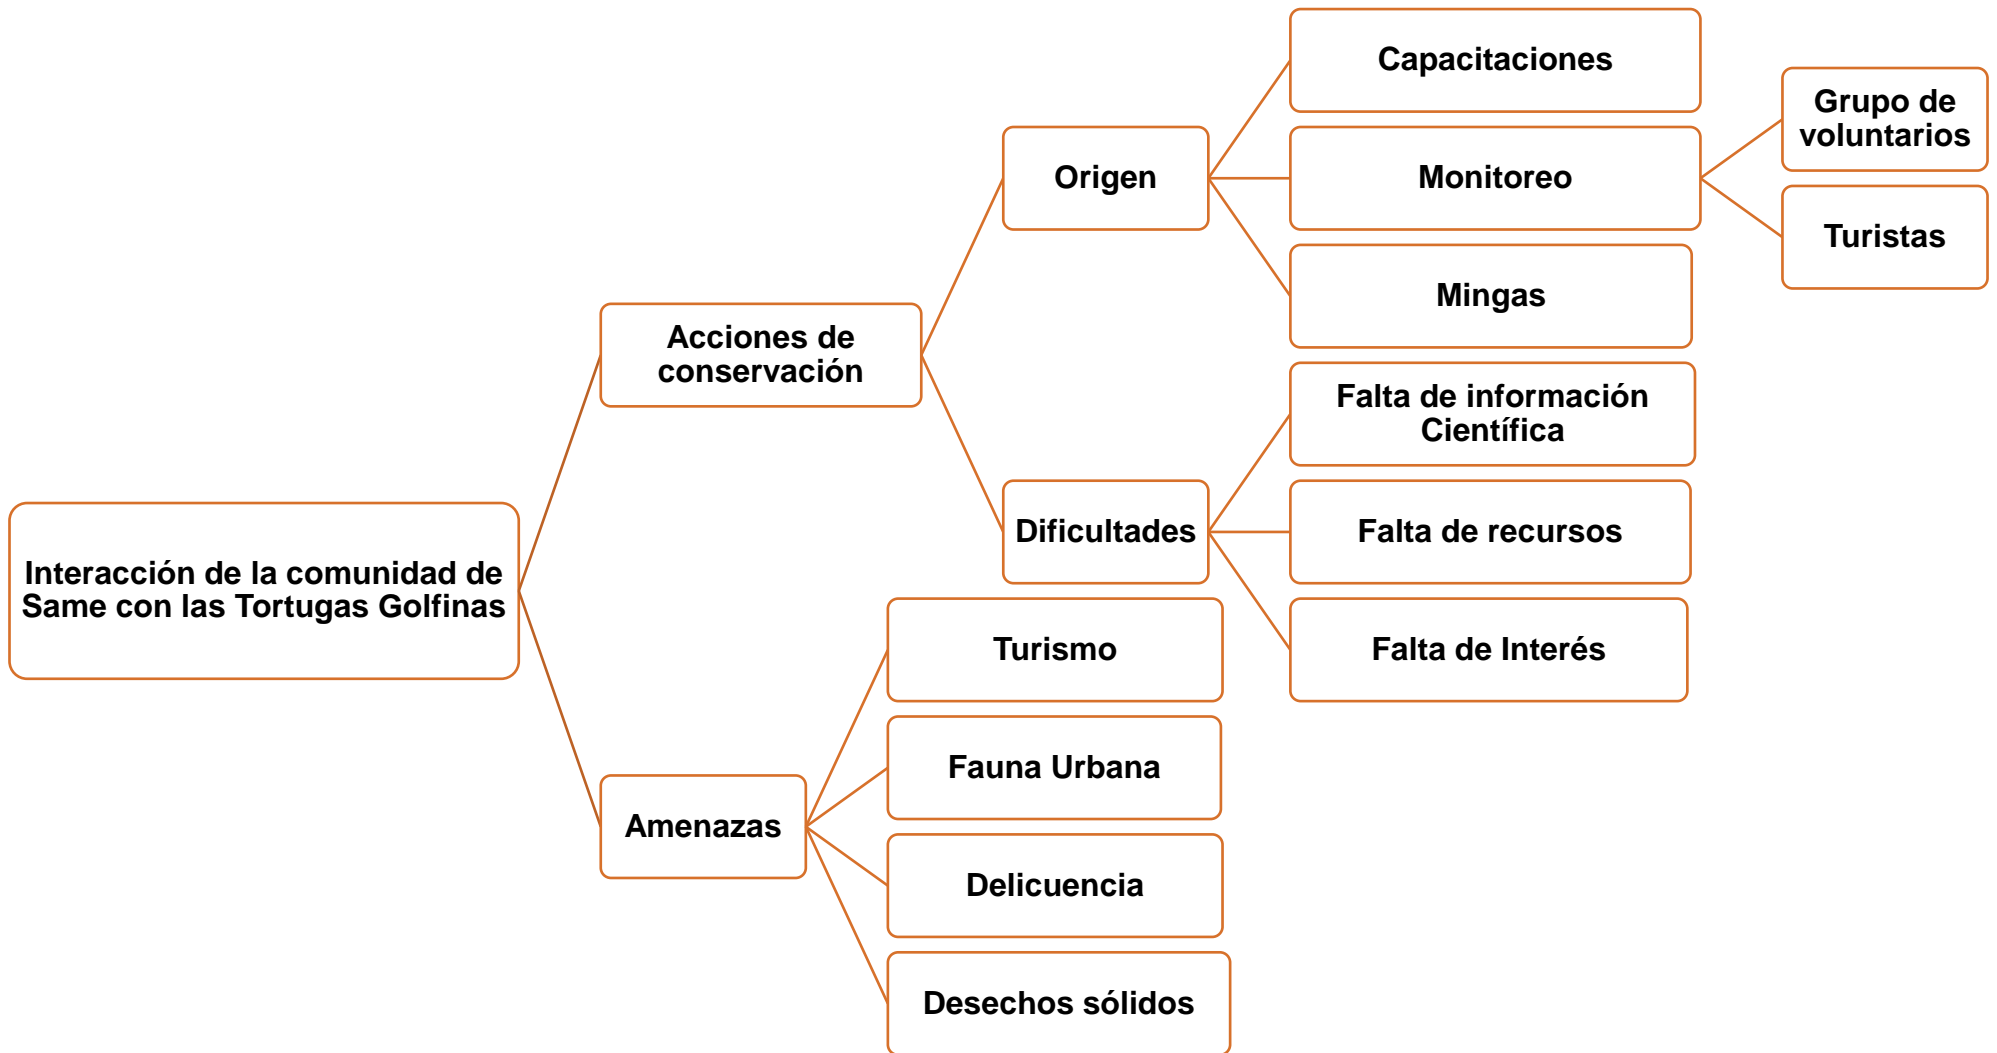 Interacción de la comunidad de
Same con las Tortugas Golfinas
Acciones de
conservación
Origen
Capacitaciones
Monitoreo
Grupo de
voluntarios
Turistas
Mingas
Dificultades
Falta de información
Científica
Falta de recursos
Falta de Interés
Amenazas
Turismo
Fauna Urbana
Delicuencia
Desechos sólidos